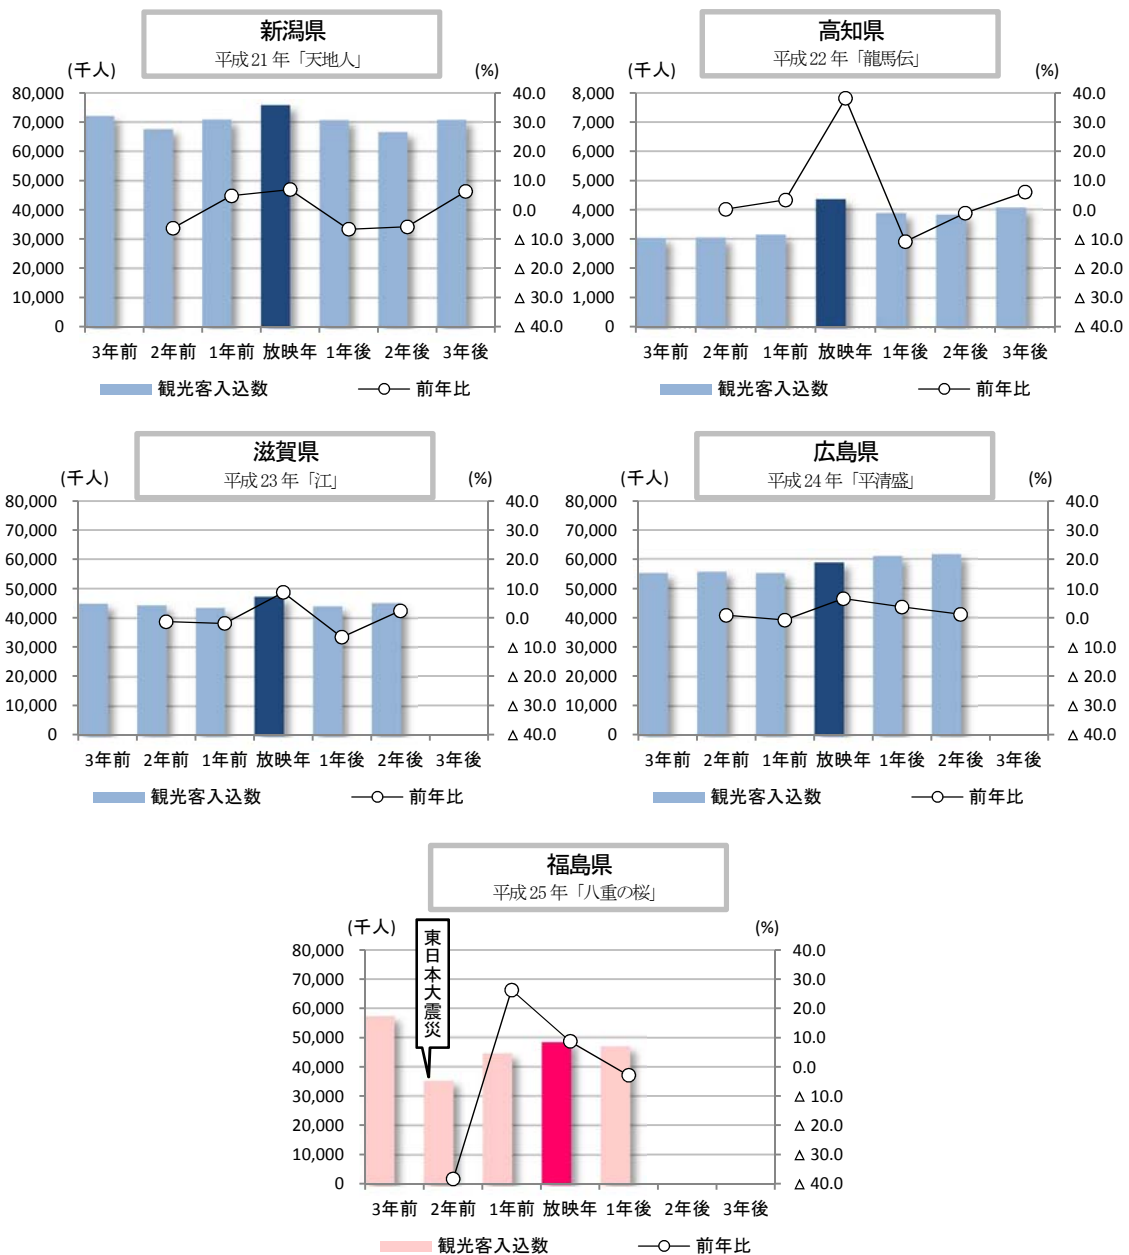 新潟県
平成 21 年「天地人」
(千人)
(%)
80,000
70,000
60,000
50,000
40,000
30,000
20,000
10,000
0
40.0
30.0
20.0
10.0
0.0
Δ 10.0
Δ 20.0
Δ 30.0
Δ 40.0
3年前 2年前 1年前 放映年 1年後 2年後 3年後
観光客入込数 前年比
高知県
平成 22 年「龍馬伝」
(千人)
(%)
8,000
7,000
6,000
5,000
4,000
3,000
2,000
1,000
0
40.0
30.0
20.0
10.0
0.0
Δ 10.0
Δ 20.0
Δ 30.0
Δ 40.0
3年前 2年前 1年前 放映年 1年後 2年後 3年後
観光客入込数 前年比
滋賀県
平成 23 年「江」
(千人)
(%)
80,000
70,000
60,000
50,000
40,000
30,000
20,000
10,000
0
40.0
30.0
20.0
10.0
0.0
Δ 10.0
Δ 20.0
Δ 30.0
Δ 40.0
3年前 2年前 1年前 放映年 1年後 2年後 3年後
観光客入込数 前年比
広島県
平成 24 年「平清盛」
(千人)
(%)
80,000
70,000
60,000
50,000
40,000
30,000
20,000
10,000
0
40.0
30.0
20.0
10.0
0.0
Δ 10.0
Δ 20.0
Δ 30.0
Δ 40.0
3年前 2年前 1年前 放映年 1年後 2年後 3年後
観光客入込数 前年比
福島県
平成 25 年「八重の桜」
(千人)
(%)
東日本大震災
80,000
70,000
60,000
50,000
40,000
30,000
20,000
10,000
0
40.0
30.0
20.0
10.0
0.0
Δ 10.0
Δ 20.0
Δ 30.0
Δ 40.0
3年前 2年前 1年前 放映年 1年後 2年後 3年後
観光客入込数 前年比